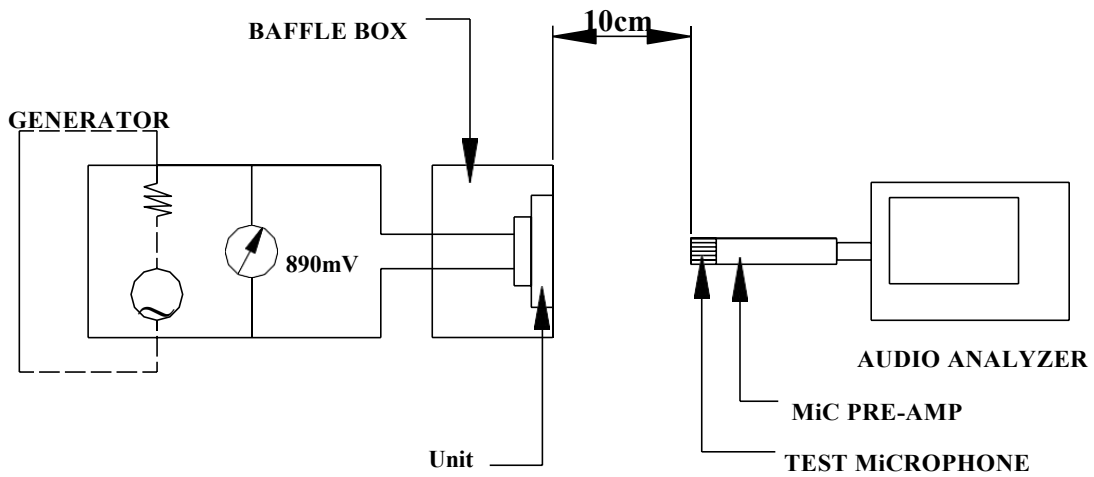 10cm
BAFFLE BOX
GENERATOR
890mV
AUDIO ANALYZER
MiC PRE-AMP
Unit
TEST MiCROPHONE